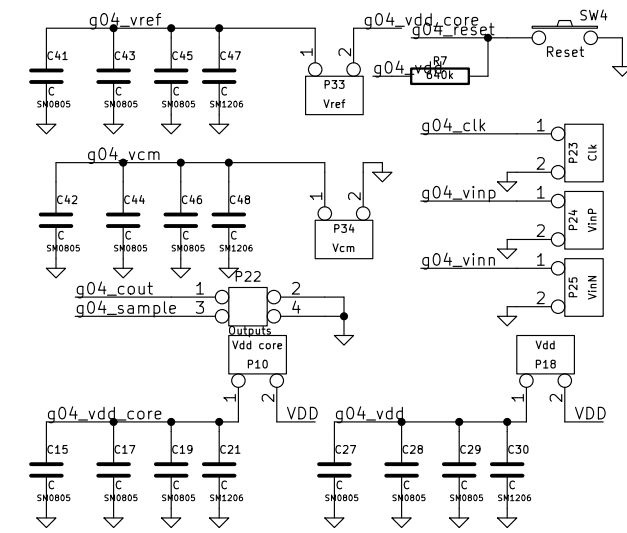 g04_vref
g04_vdd_core
g04_reset
SW4
Reset
C41
C43
C45
C47
1
2
g04_vdd
R7
640k
C
C
C
C
SM0805
SM0805
SM0805
SM1206
P33
Vref
g04_clk
1
2
P23
Clk
g04_vcm
g04_vinp
1
2
P24
VinP
C42
C44
C46
C48
1
2
C
C
C
C
SM0805
SM0805
SM0805
SM1206
P34
Vcm
g04_vinn
1
2
P25
VinN
P22
g04_cout
1
2
g04_sample
3
4
Outputs
Vdd core
P10
Vdd
P18
1
2
1
2
g04_vdd_core
VDD
g04_vdd
VDD
C15
C17
C19
C21
C27
C28
C29
C30
C
C
C
C
C
C
C
C
SM0805
SM0805
SM0805
SM1206
SM0805
SM0805
SM0805
SM1206